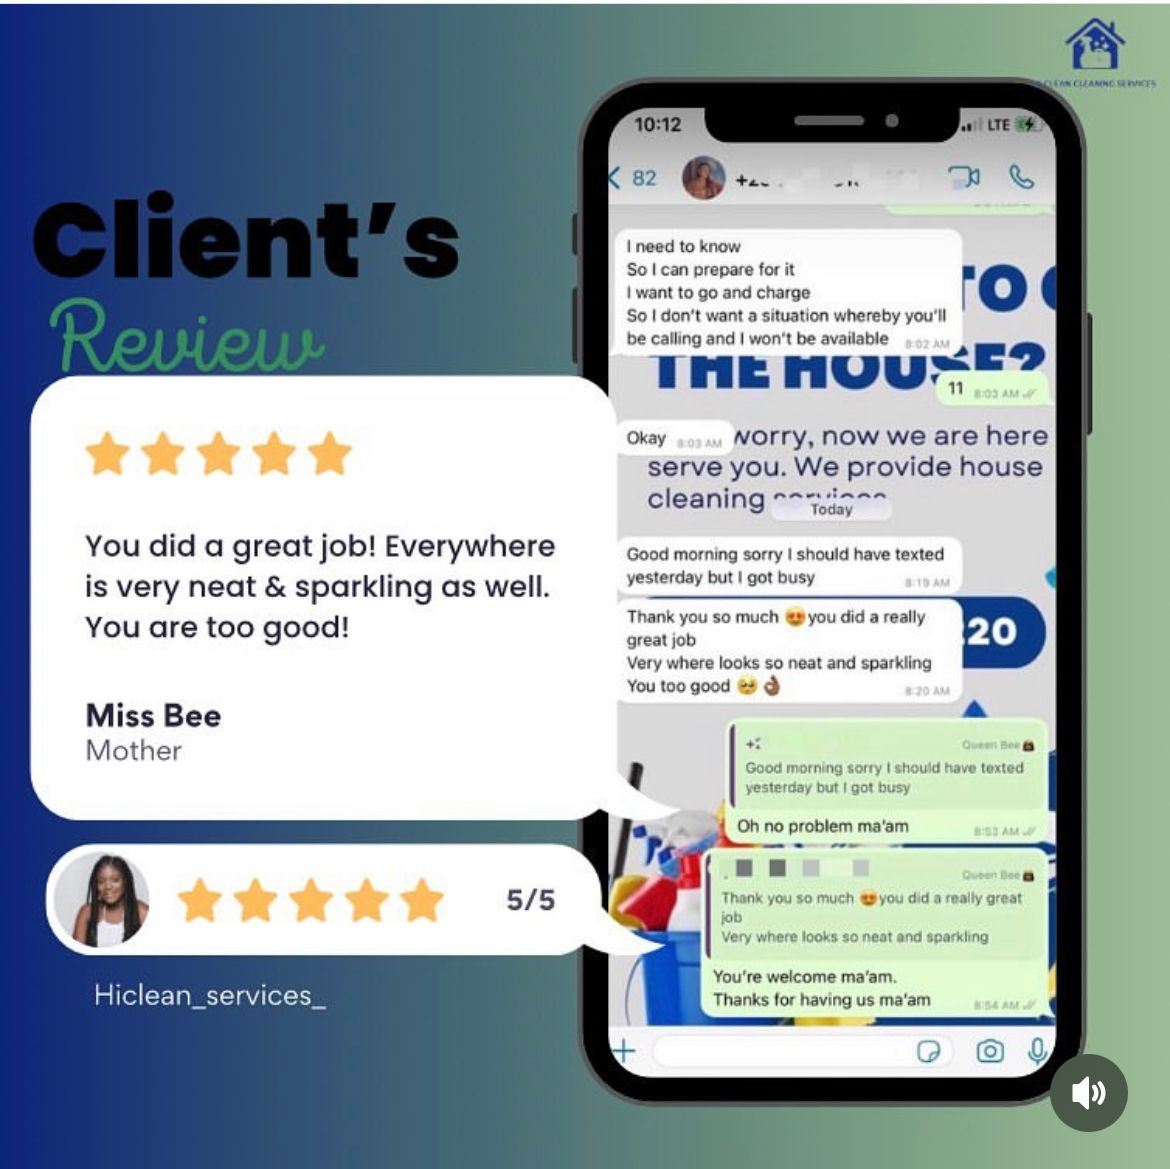 CLEAN CLEANING SERVICES
Client's
Review
You did a great job! Everywhere
is very neat & sparkling as well.
You are too good!
Miss Bee
Mother
5/5
Hiclean_services_
10:12
LTE
82
I need to know
So I can prepare for it
I want to go and charge
So I don't want a situation whereby you'll
be calling and I won't be available 8:02 AM
TO
THE HOUSE?
11 8:03 AM
Okay 8:03 AM
worry, now we are here
serve you. We provide house
cleaning services
Today
Good morning sorry I should have texted
yesterday but I got busy 8:19 AM
Thank you so much 😍you did a really
great job
Very where looks so neat and sparkling
You too good 🥺👌🏾 8:20 AM
20
Queen Bee
Good morning sorry I should have texted
yesterday but I got busy
Oh no problem ma'am 8:53 AM
Queen Bee
Thank you so much 😍you did a really great
job
Very where looks so neat and sparkling
You're welcome ma'am.
Thanks for having us ma'am 8:54 AM